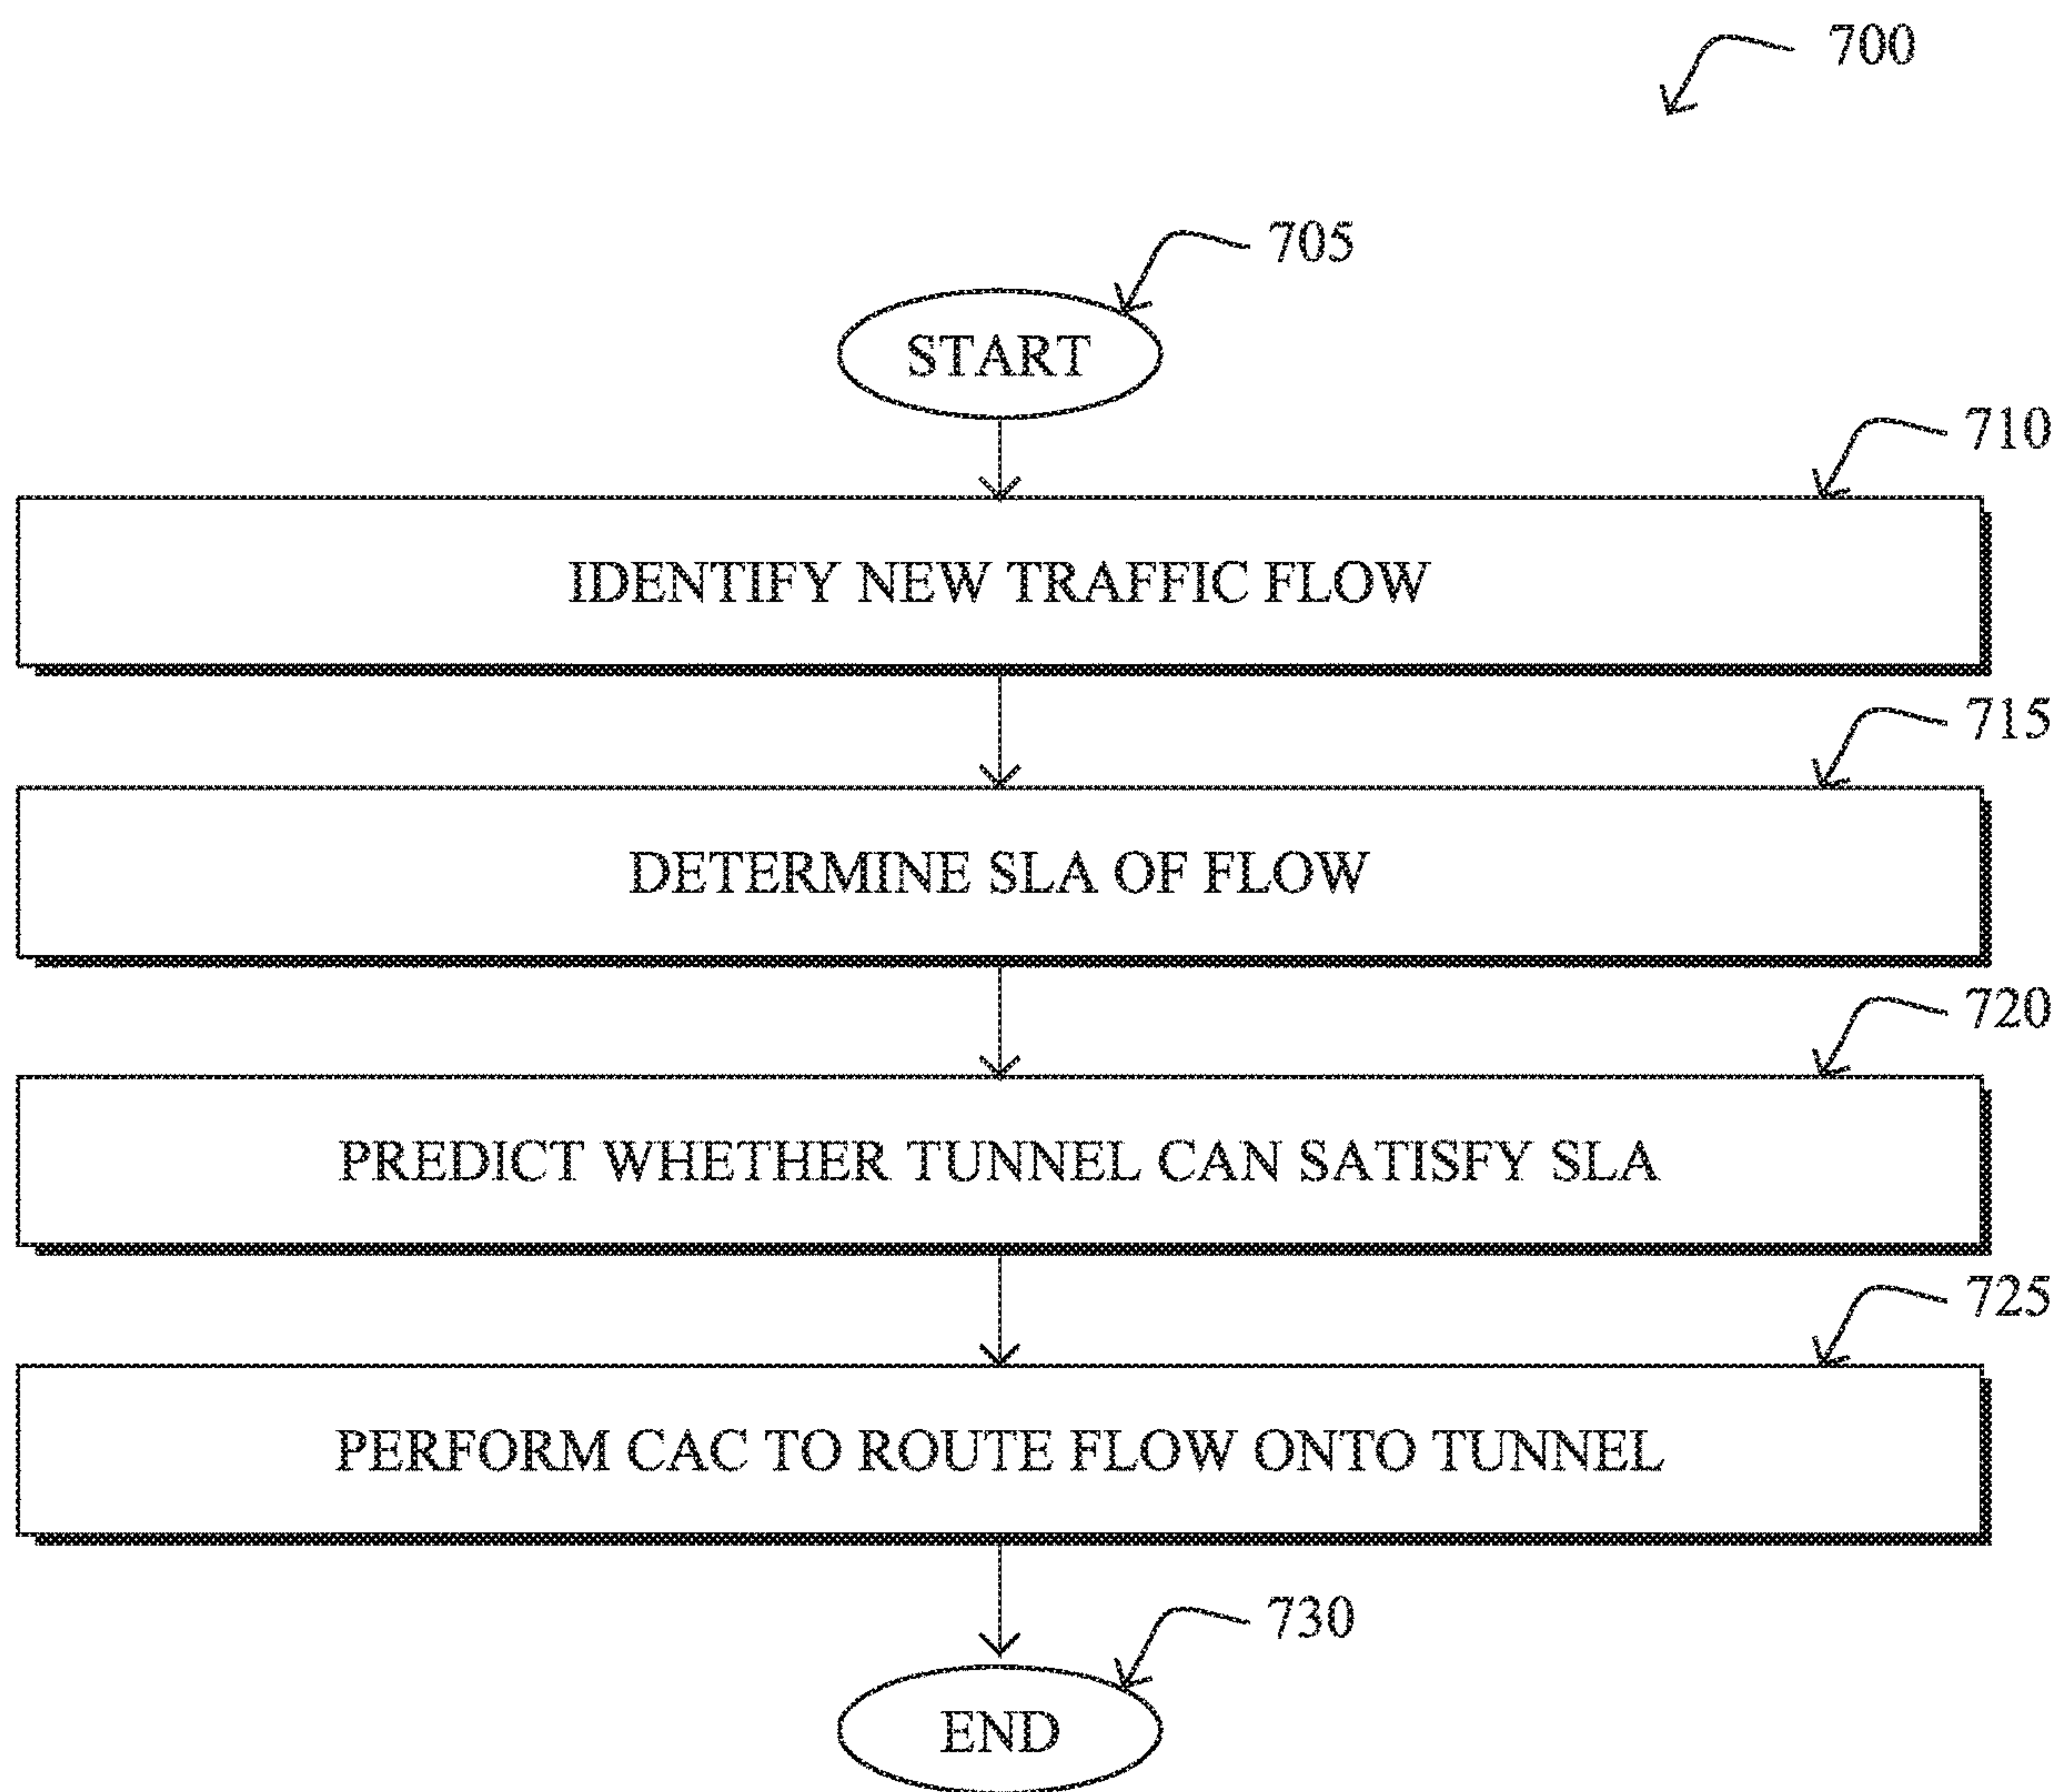 700
705
START
710
IDENTIFY NEW TRAFFIC FLOW
715
DETERMINE SLA OF FLOW
720
PREDICT WHETHER TUNNEL CAN SATISFY SLA
725
PERFORM CAC TO ROUTE FLOW ONTO TUNNEL
730
END